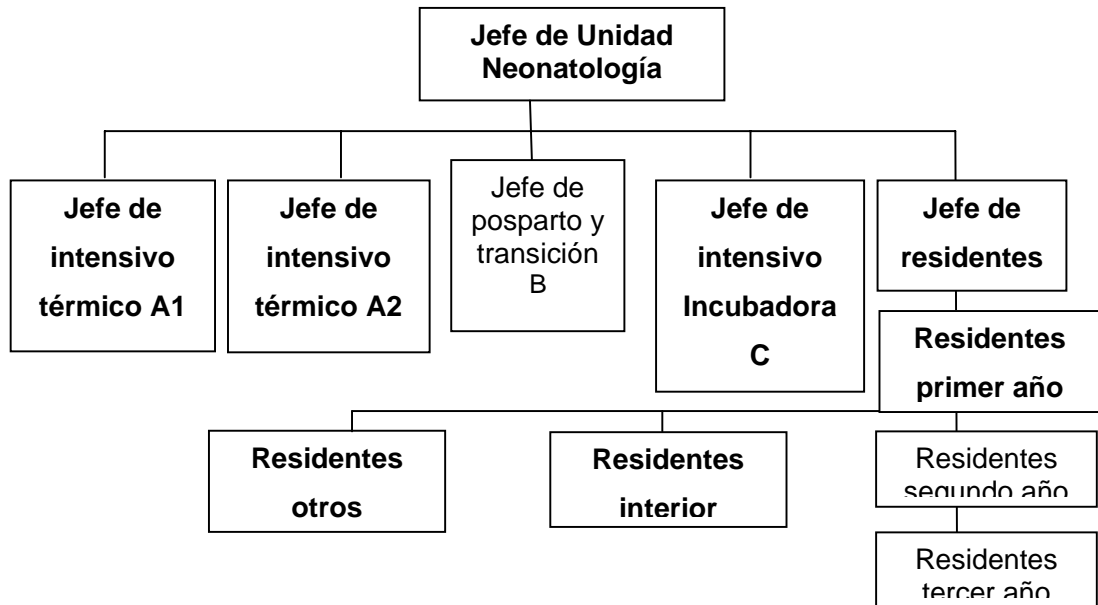 Jefe de Unidad
Neonatología
Jefe de
intensivo
térmico A1
Jefe de
intensivo
térmico A2
Jefe de
posparto y
transición
B
Jefe de
intensivo
Incubadora
C
Jefe de
residentes
Residentes
primer año
Residentes
otros
Residentes
interior
Residentes
segundo año
Residentes
tercer año